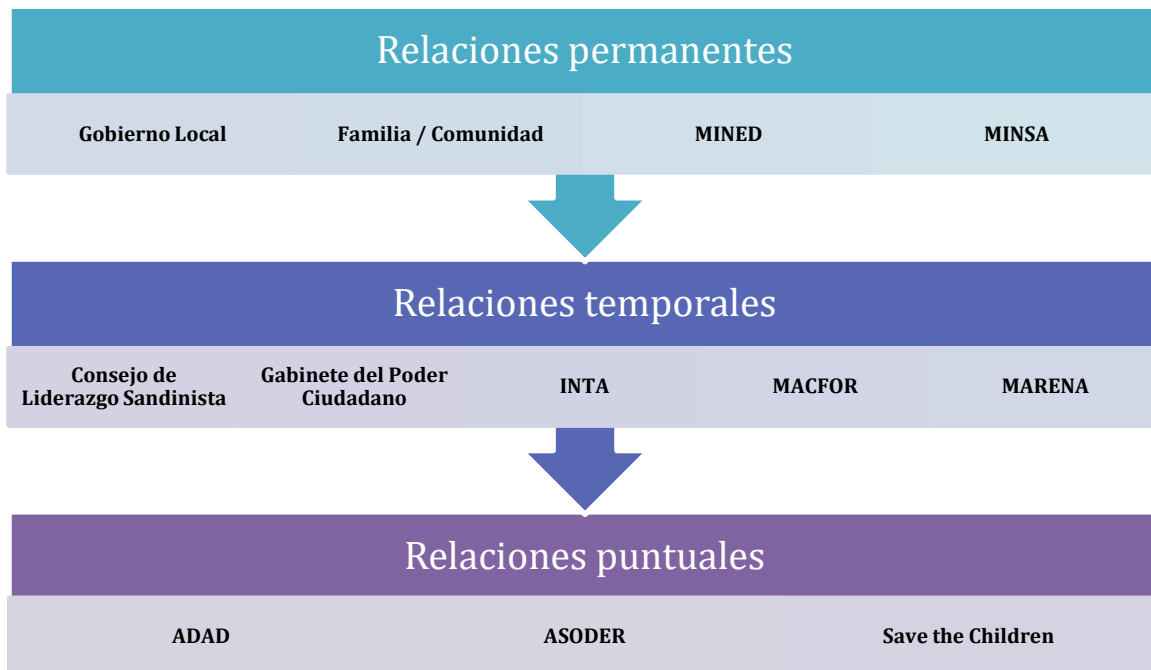 Relaciones permanentes
Gobierno Local
Familia / Comunidad
MINED
MINSA
Relaciones temporales
Consejo de
Liderazgo Sandinista
Gabinete del Poder
Ciudadano
INTA
MACFOR
MARENA
Relaciones puntuales
ADAD
ASODER
Save the Children